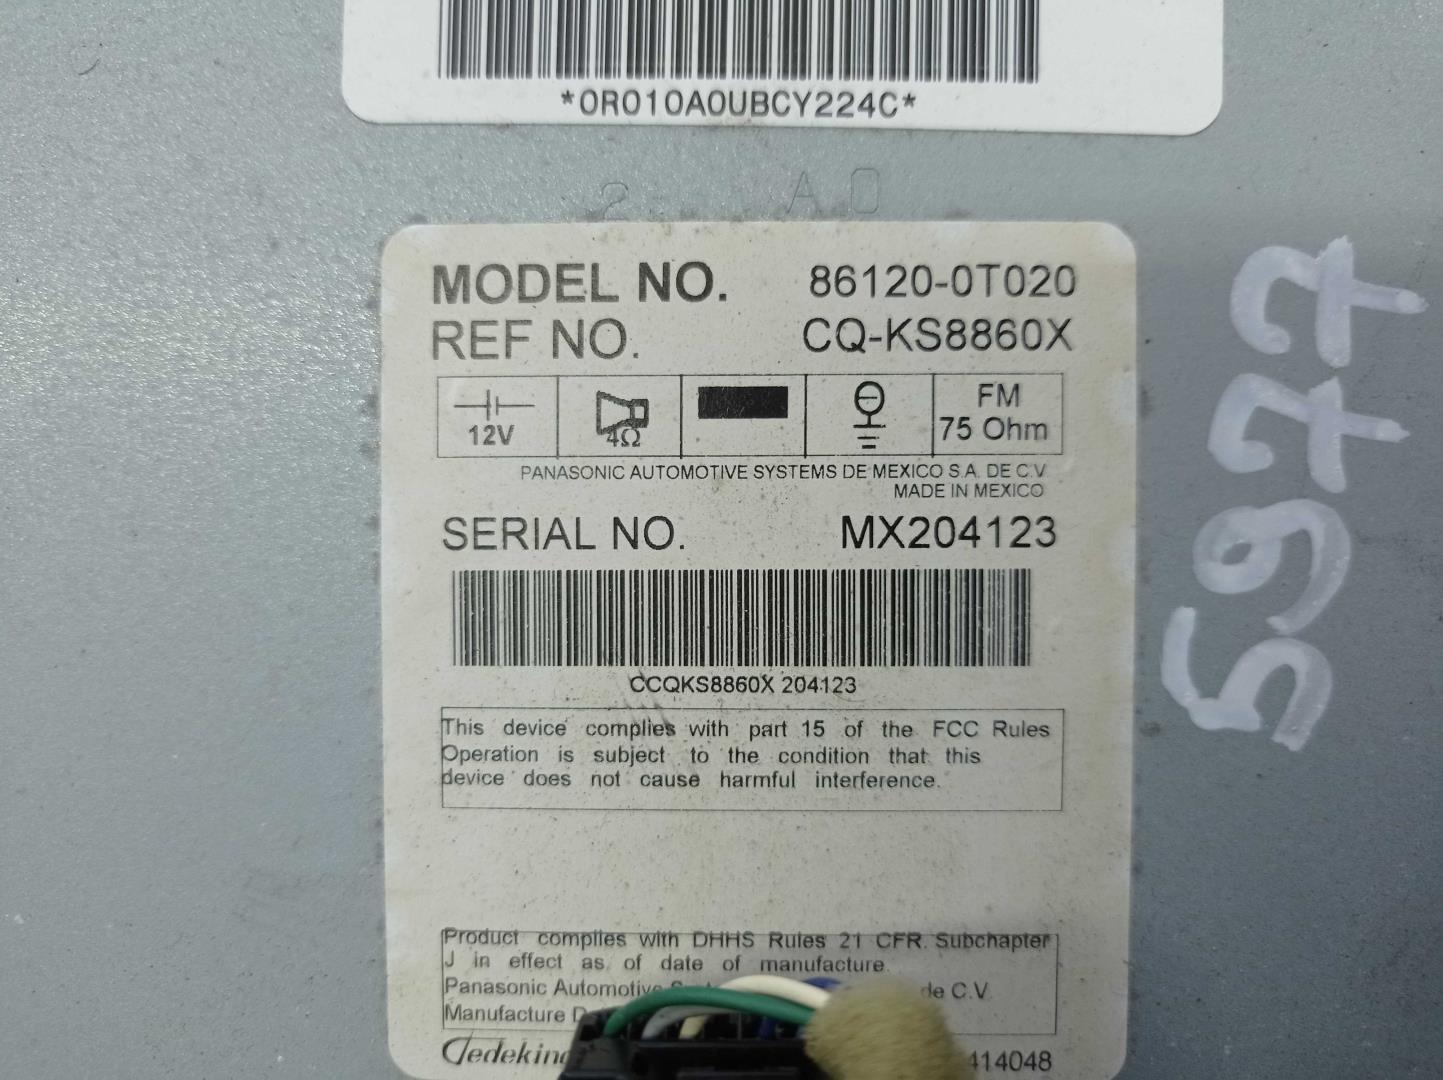 *0R010A0UBCY224C*
2 A0
MODEL NO. 86120-0T020
REF NO. CQ-KS8860X
12V
4Ω
FM
75 Ohm
PANASONIC AUTOMOTIVE SYSTEMS DE MEXICO S.A. DE C.V
MADE IN MEXICO
SERIAL NO. MX204123
CCQKS8860X 204123
This device complies with part 15 of the FCC Rules
Operation is subject to the condition that this
device does not cause harmful interference.
Product complies with DHHS Rules 21 CFR. Subchapter
J in effect as of date of manufacture.
Panasonic Automotive de C.V
Manufacture
414048
5977